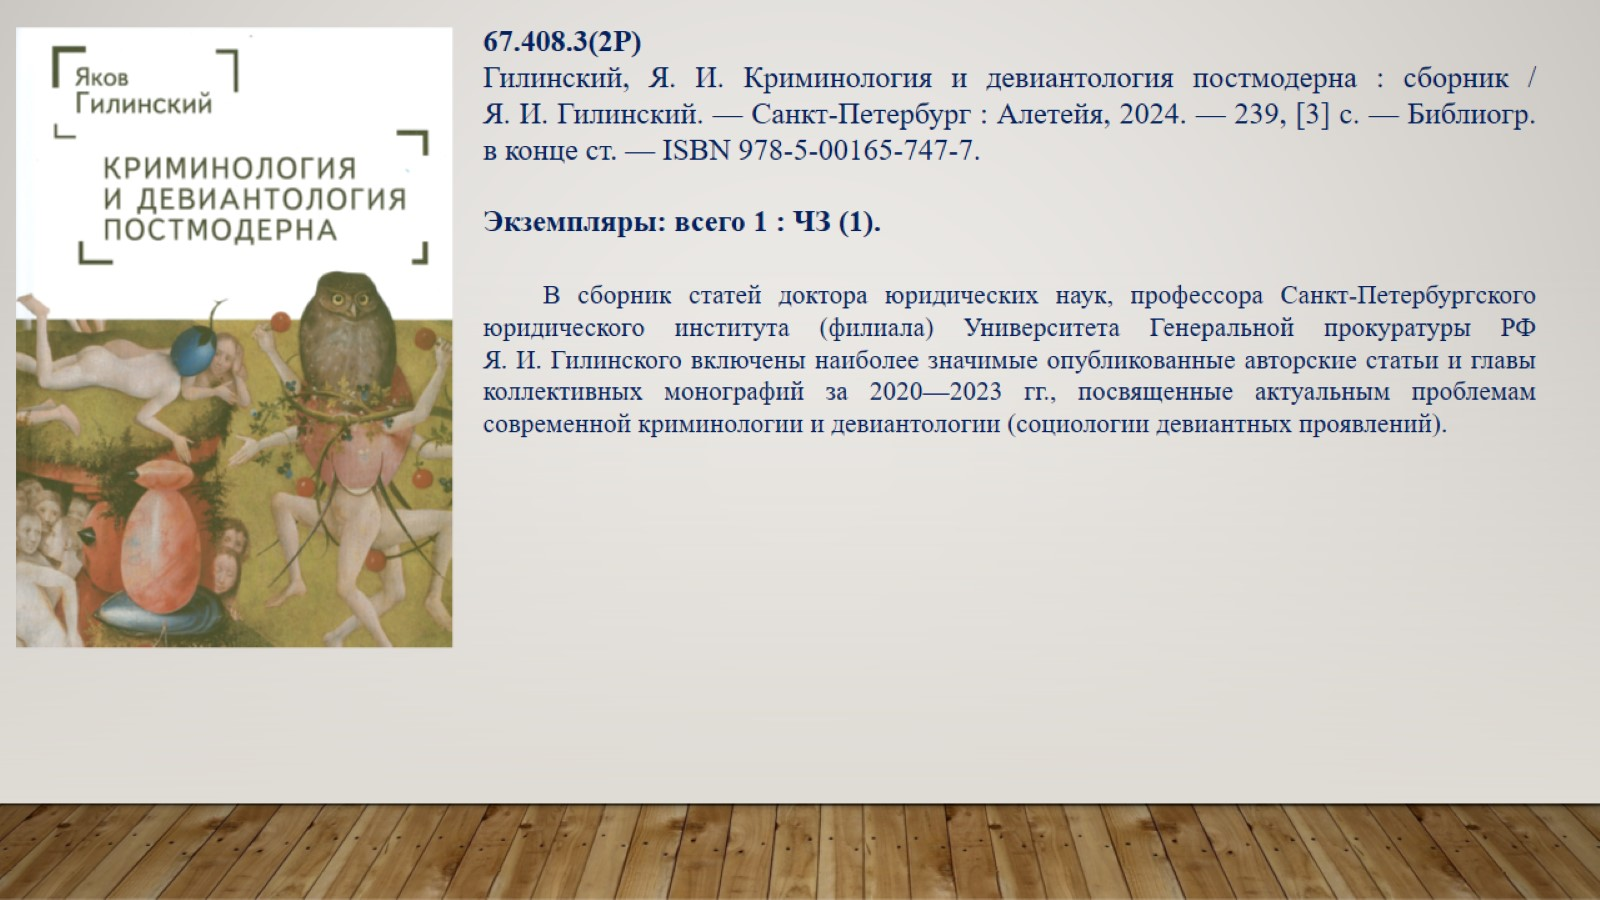 Яков
Гилинский
КРИМИНОЛОГИЯ
И ДЕВИАНТОЛОГИЯ
ПОСТМОДЕРНА
67.408.3(2Р)
Гилинский, Я. И. Криминология и девиантология постмодерна : сборник /
Я. И. Гилинский. — Санкт-Петербург : Алетейя, 2024. — 239, [3] с. — Библиогр.
в конце ст. — ISBN 978-5-00165-747-7.
Экземпляры: всего 1 : ЧЗ (1).
В сборник статей доктора юридических наук, профессора Санкт-Петербургского
юридического института (филиала) Университета Генеральной прокуратуры РФ
Я. И. Гилинского включены наиболее значимые опубликованные авторские статьи и главы
коллективных монографий за 2020—2023 гг., посвященные актуальным проблемам
современной криминологии и девиантологии (социологии девиантных проявлений).